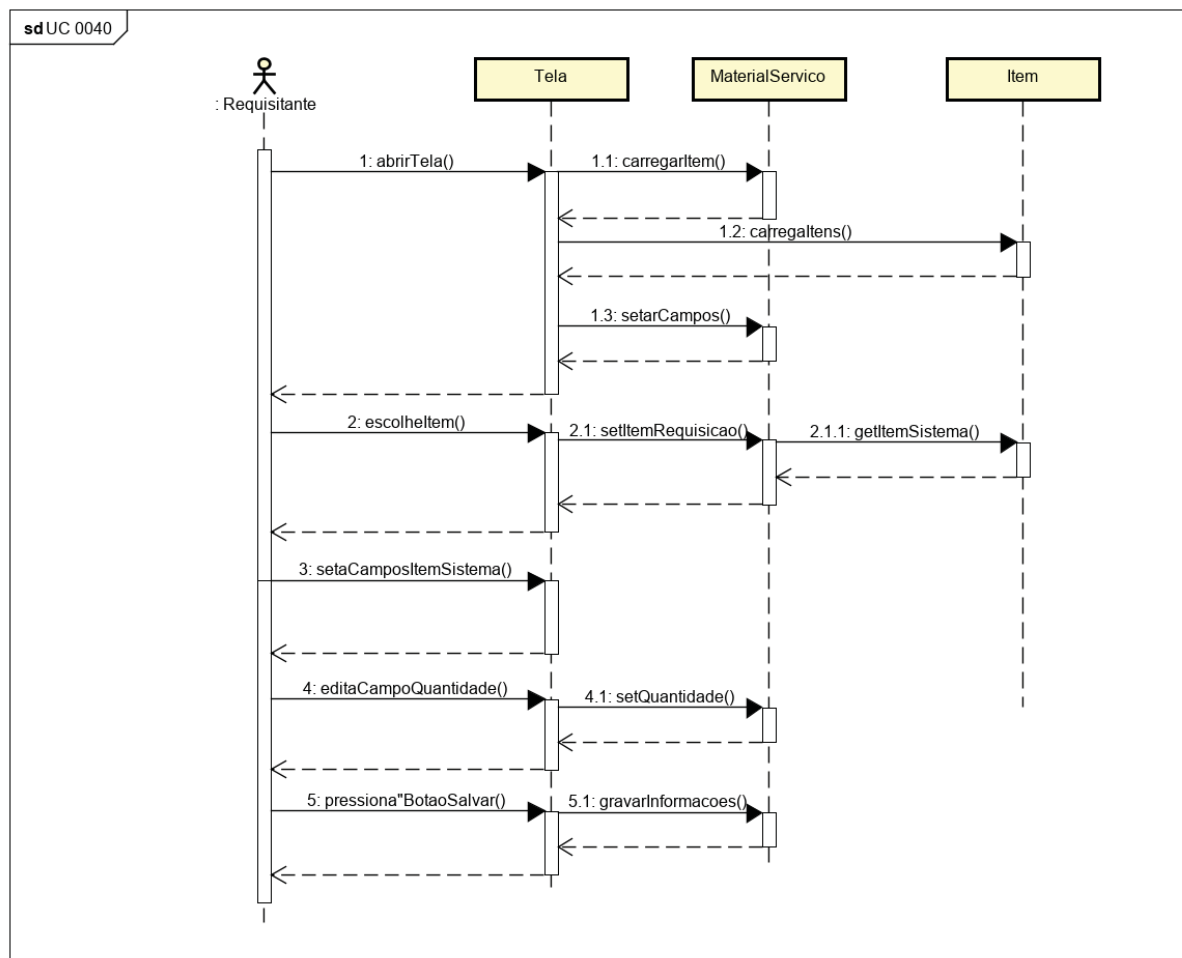 sd UC 0040
: Requisitante
Tela
MaterialServico
Item
1: abrirTela()
1.1: carregarItem()
1.2: carregaItens()
1.3: setarCampos()
2: escolheItem()
2.1: setItemRequisicao()
2.1.1: getItemSistema()
3: setaCamposItemSistema()
4: editaCampoQuantidade()
4.1: setQuantidade()
5: pressiona"BotaoSalvar()
5.1: gravarInformacoes()